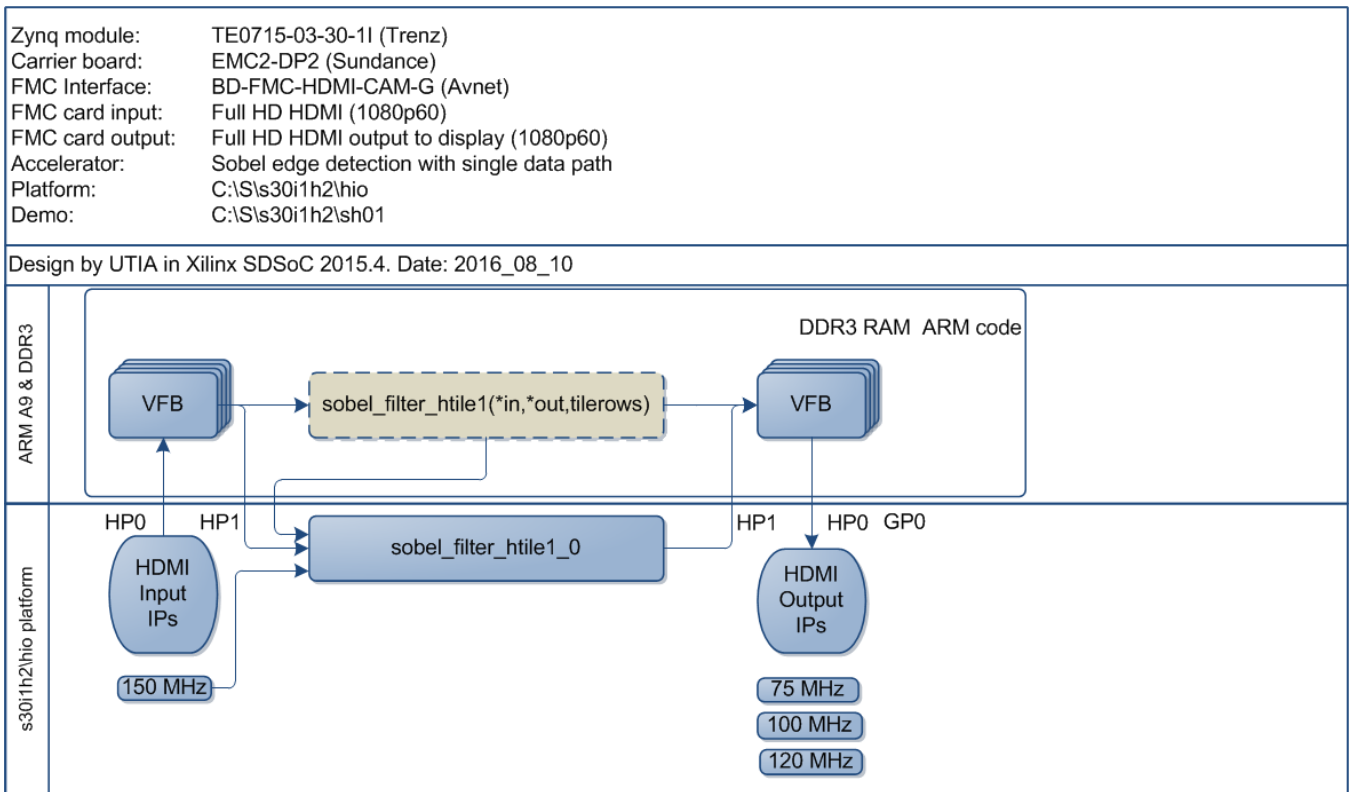 Zynq module: TE0715-03-30-1I (Trenz)
Carrier board: EMC2-DP2 (Sundance)
FMC Interface: BD-FMC-HDMI-CAM-G (Avnet)
FMC card input: Full HD HDMI (1080p60)
FMC card output: Full HD HDMI output to display (1080p60)
Accelerator: Sobel edge detection with single data path
Platform: C:\S\s30i1h2\hio
Demo: C:\S\s30i1h2\sh01
Design by UTIA in Xilinx SDSoC 2015.4. Date: 2016_08_10
ARM A9 & DDR3
DDR3 RAM ARM code
VFB
sobel_filter_htile1(*in,*out,tilerows)
VFB
s30i1h2\hio platform
HP0
HP1
HP1
HP0
GP0
sobel_filter_htile1_0
HDMI
Input
IPs
HDMI
Output
IPs
150 MHz
75 MHz
100 MHz
120 MHz